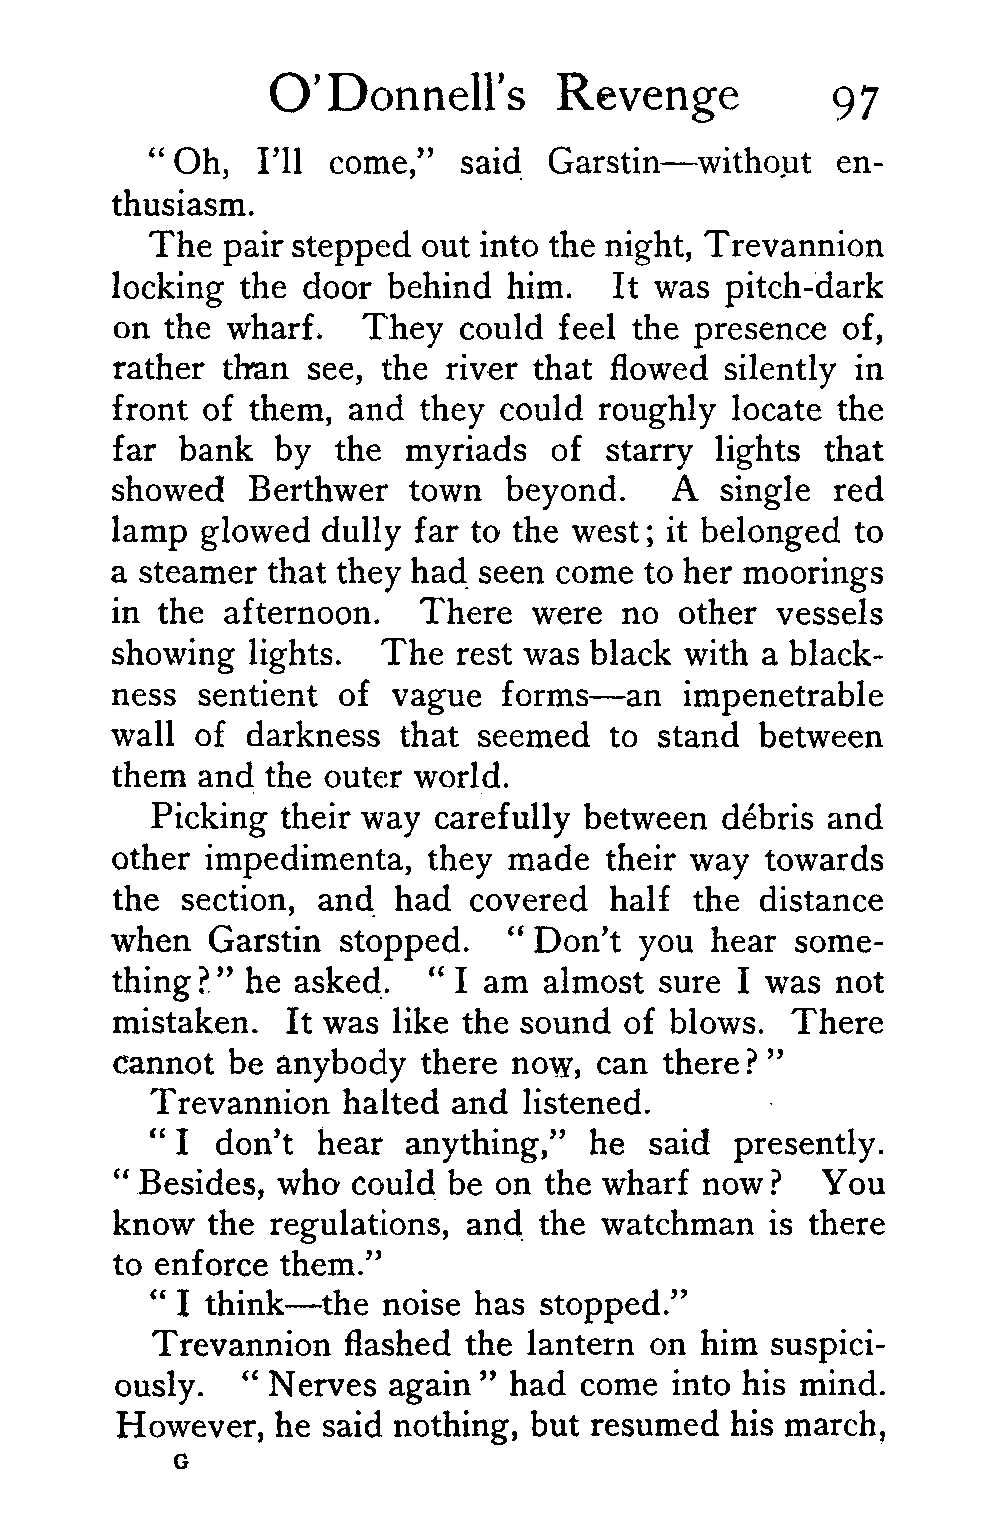 O'Donnell's Revenge 97
"Oh, I'll come," said Garstin—without en-
thusiasm.
The pair stepped out into the night, Trevannion
locking the door behind him. It was pitch-dark
on the wharf. They could feel the presence of,
rather than see, the river that flowed silently in
front of them, and they could roughly locate the
far bank by the myriads of starry lights that
showed Berthwer town beyond. A single red
lamp glowed dully far to the west; it belonged to
a steamer that they had seen come to her moorings
in the afternoon. There were no other vessels
showing lights. The rest was black with a black-
ness sentient of vague forms—an impenetrable
wall of darkness that seemed to stand between
them and the outer world.
Picking their way carefully between débris and
other impedimenta, they made their way towards
the section, and had covered half the distance
when Garstin stopped. "Don't you hear some-
thing?" he asked. "I am almost sure I was not
mistaken. It was like the sound of blows. There
cannot be anybody there now, can there?"
Trevannion halted and listened.
"I don't hear anything," he said presently.
"Besides, who could be on the wharf now? You
know the regulations, and the watchman is there
to enforce them."
"I think—the noise has stopped."
Trevannion flashed the lantern on him suspici-
ously. "Nerves again" had come into his mind.
However, he said nothing, but resumed his march,
G